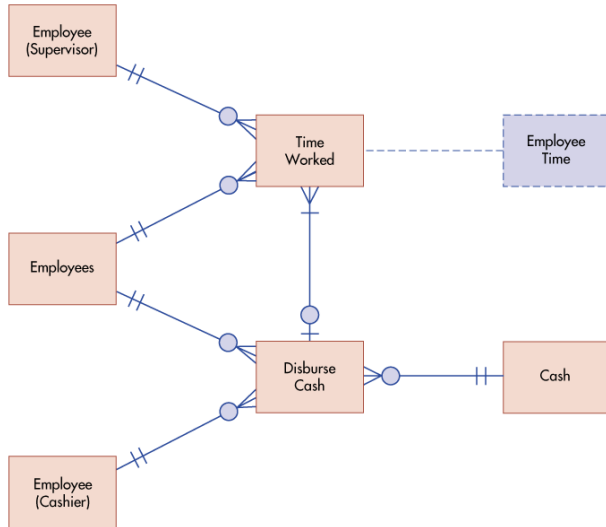 Employee
(Supervisor)
Time
Worked
Employee
Time
Employees
Disburse
Cash
Cash
Employee
(Cashier)